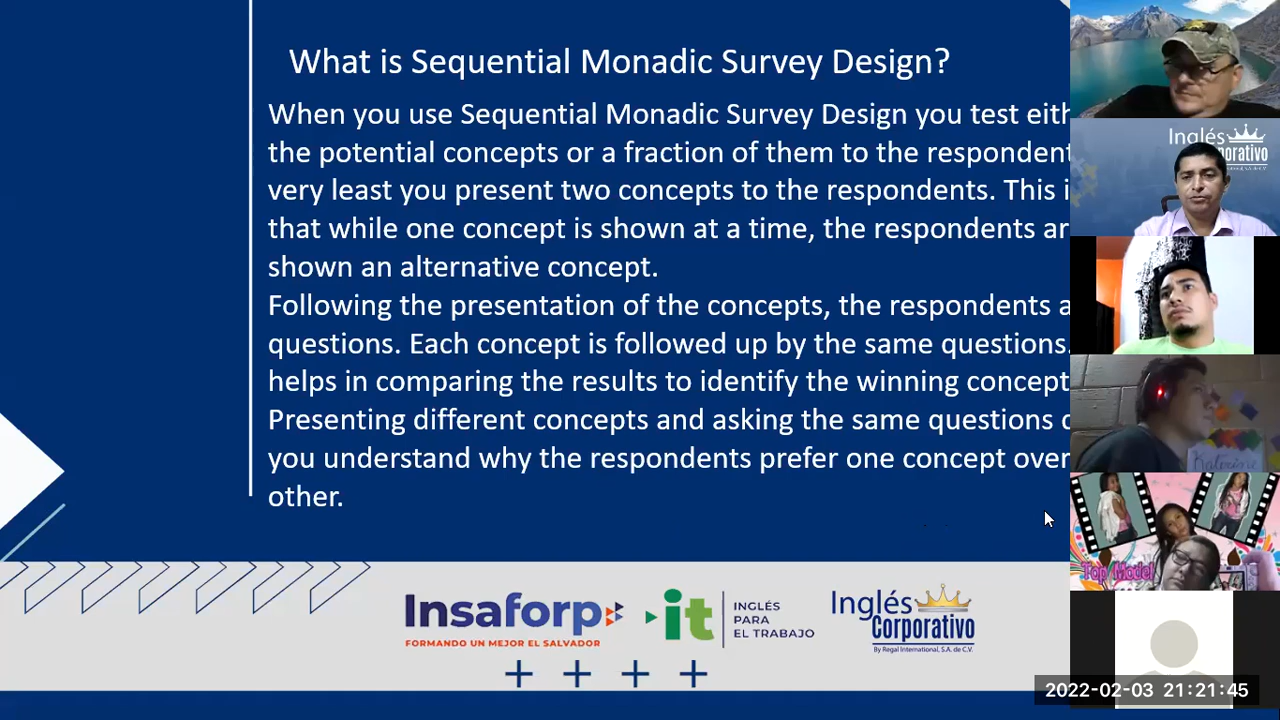 What is Sequential Monadic Survey Design?
When you use Sequential Monadic Survey Design you test eith
the potential concepts or a fraction of them to the respondent
very least you present two concepts to the respondents. This i
that while one concept is shown at a time, the respondents ar
shown an alternative concept.
Following the presentation of the concepts, the respondents a
questions. Each concept is followed up by the same questions.
helps in comparing the results to identify the winning concept
Presenting different concepts and asking the same questions
you understand why the respondents prefer one concept over
other.
Inglés
orporativo
Katerine
Top Model
Insaforp
FORMANDO UN MEJOR EL SALVADOR
it
INGLÉS
PARA
EL TRABAJO
Inglés
Corporativo
By Regal International, S.A. de C.V.
2022-02-03 21:21:45